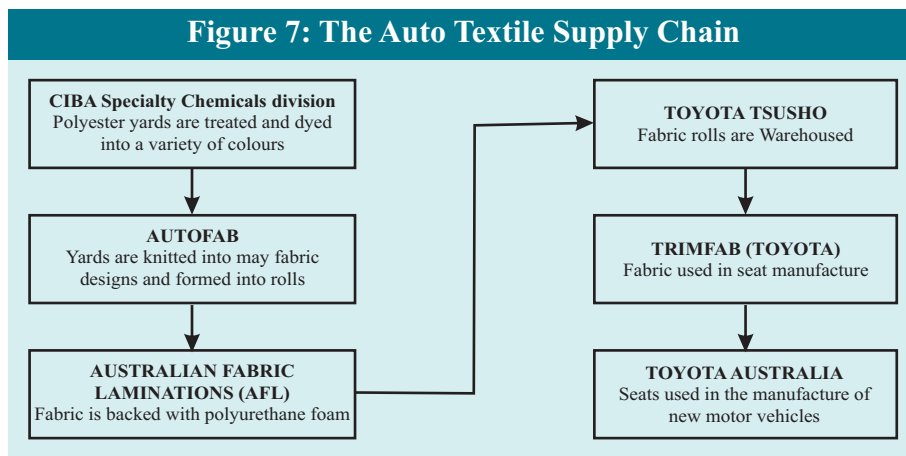 Figure 7: The Auto Textile Supply Chain
CIBA Specialty Chemicals division
Polyester yards are treated and dyed
into a variety of colours
AUTOFAB
Yards are knitted into may fabric
designs and formed into rolls
AUSTRALIAN FABRIC
LAMINATIONS (AFL)
Fabric is backed with polyurethane foam
TOYOTA TSUSHO
Fabric rolls are Warehoused
TRIMFAB (TOYOTA)
Fabric used in seat manufacture
TOYOTA AUSTRALIA
Seats used in the manufacture of
new motor vehicles